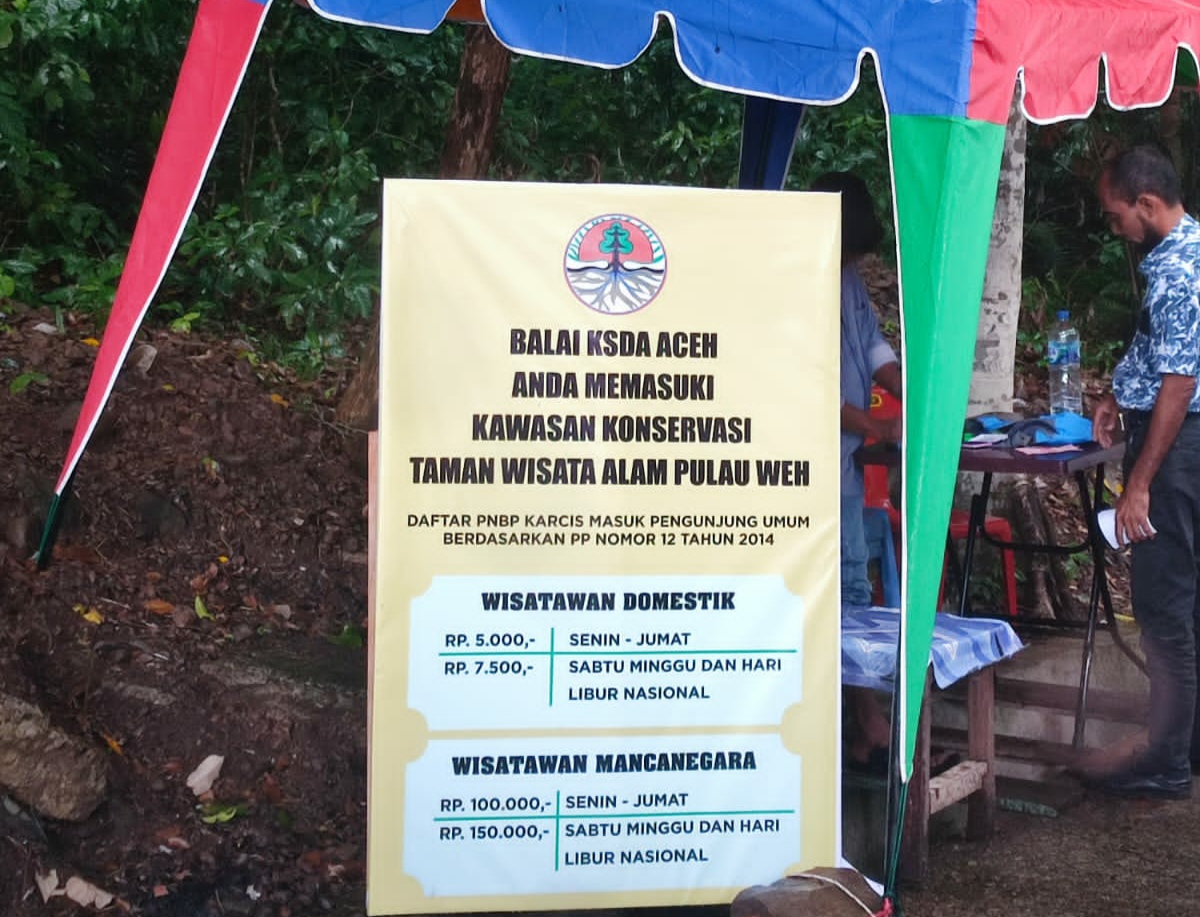 BALAI KSDA ACEH
ANDA MEMASUKI
KAWASAN KONSERVASI
TAMAN WISATA ALAM PULAU WEH
DAFTAR PNBP KARCIS MASUK PENGUNJUNG UMUM
BERDASARKAN PP NOMOR 12 TAHUN 2014
WISATAWAN DOMESTIK
RP. 5.000,- SENIN - JUMAT
RP. 7.500,- SABTU MINGGU DAN HARI
LIBUR NASIONAL
WISATAWAN MANCANEGARA
RP. 100.000,- SENIN - JUMAT
RP. 150.000,- SABTU MINGGU DAN HARI
LIBUR NASIONAL